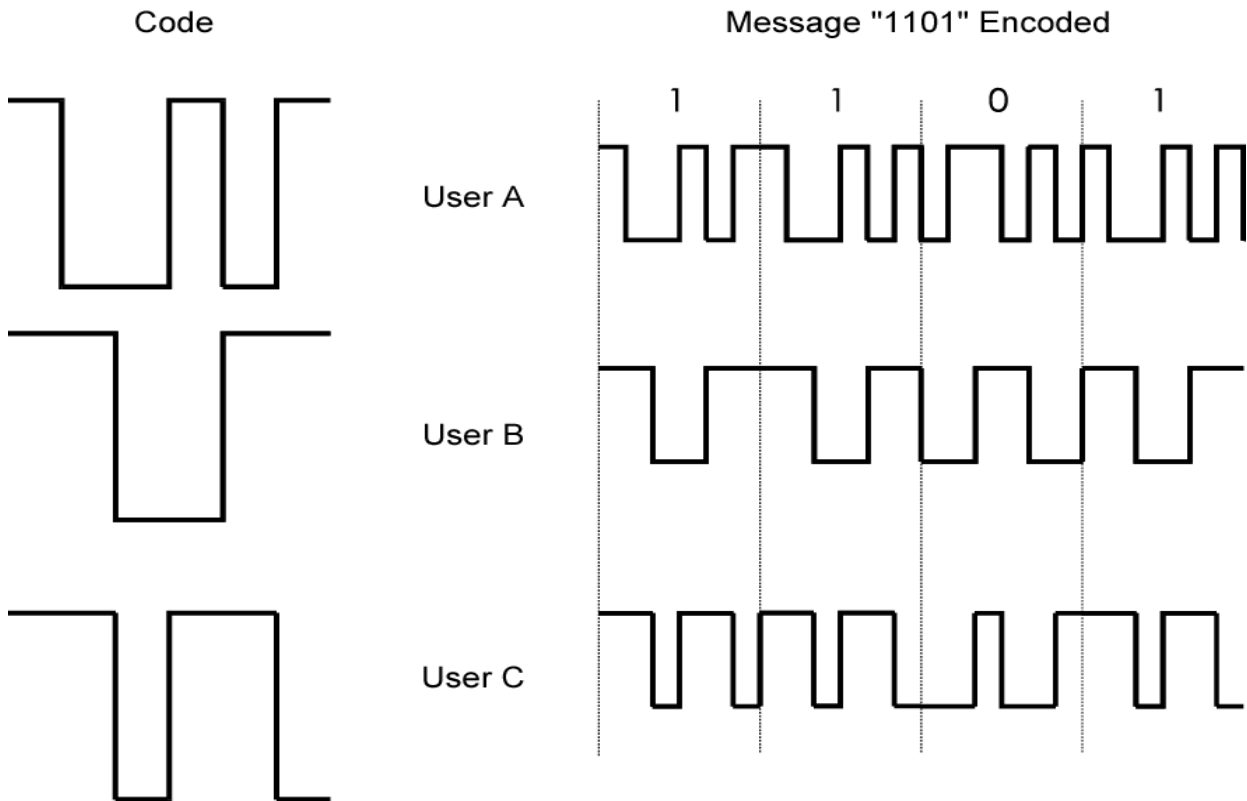 Code
Message "1101" Encoded
1 1 0 1
User A
User B
User C